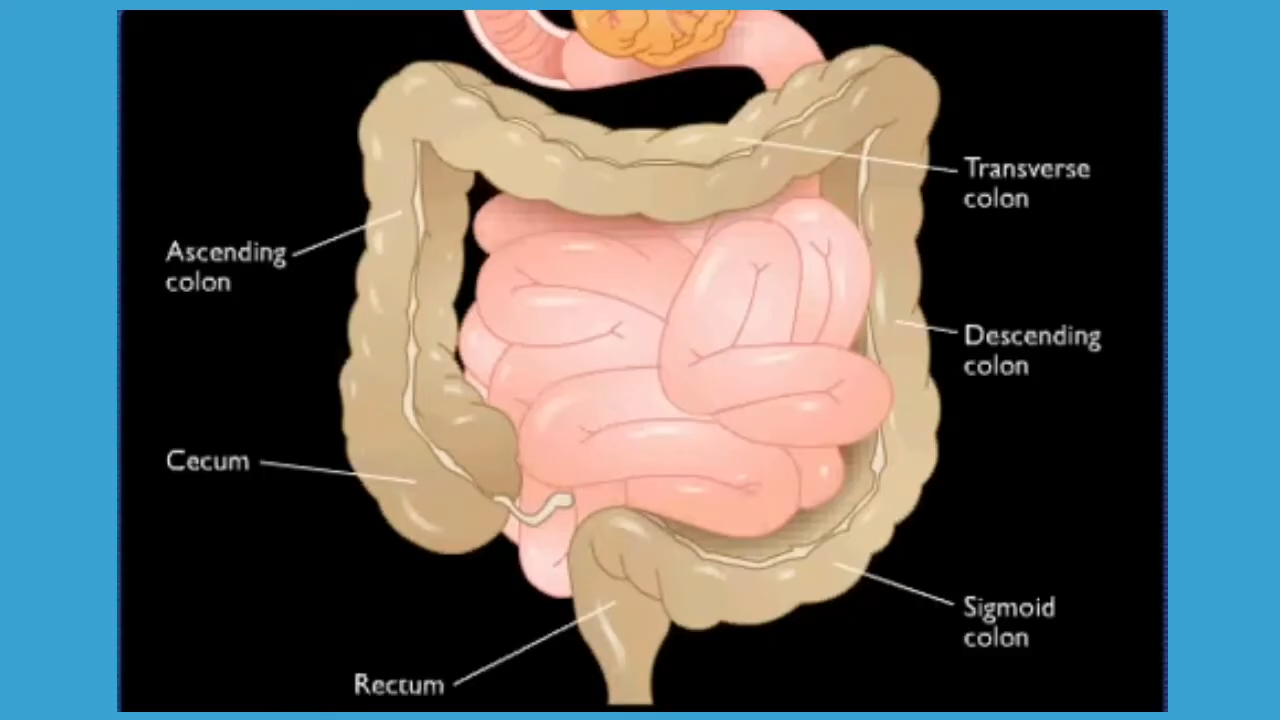 Transverse
colon
Ascending
colon
Descending
colon
Cecum
Sigmoid
colon
Rectum